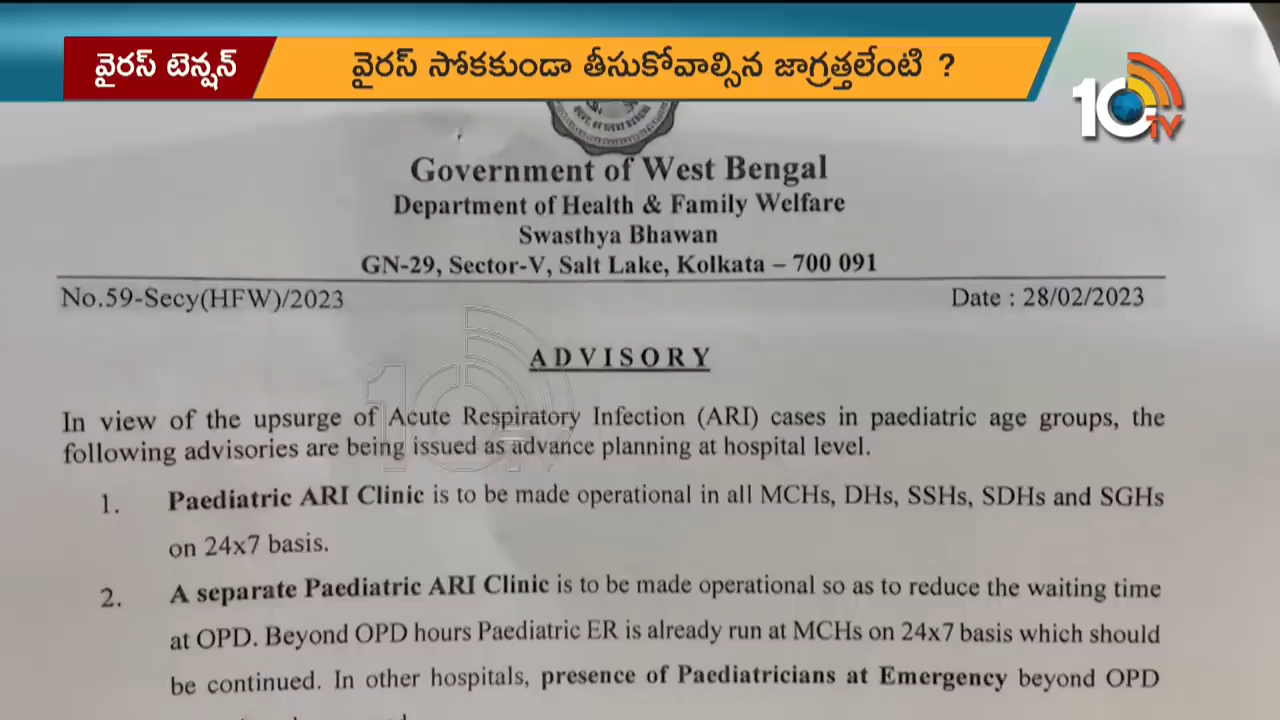 వైరస్ టెన్షన్
వైరస్ సోకకుండా తీసుకోవాల్సిన జాగ్రత్తలేంటి ?
10TV
GOVT. OF WEST BENGAL
Government of West Bengal
Department of Health & Family Welfare
Swasthya Bhawan
GN-29, Sector-V, Salt Lake, Kolkata – 700 091
No.59-Secy(HFW)/2023
Date : 28/02/2023
ADVISORY
In view of the upsurge of Acute Respiratory Infection (ARI) cases in paediatric age groups, the
following advisories are being issued as advance planning at hospital level.
1. Paediatric ARI Clinic is to be made operational in all MCHs, DHs, SSHs, SDHs and SGHs
on 24x7 basis.
2. A separate Paediatric ARI Clinic is to be made operational so as to reduce the waiting time
at OPD. Beyond OPD hours Paediatric ER is already run at MCHs on 24x7 basis which should
be continued. In other hospitals, presence of Paediatricians at Emergency beyond OPD